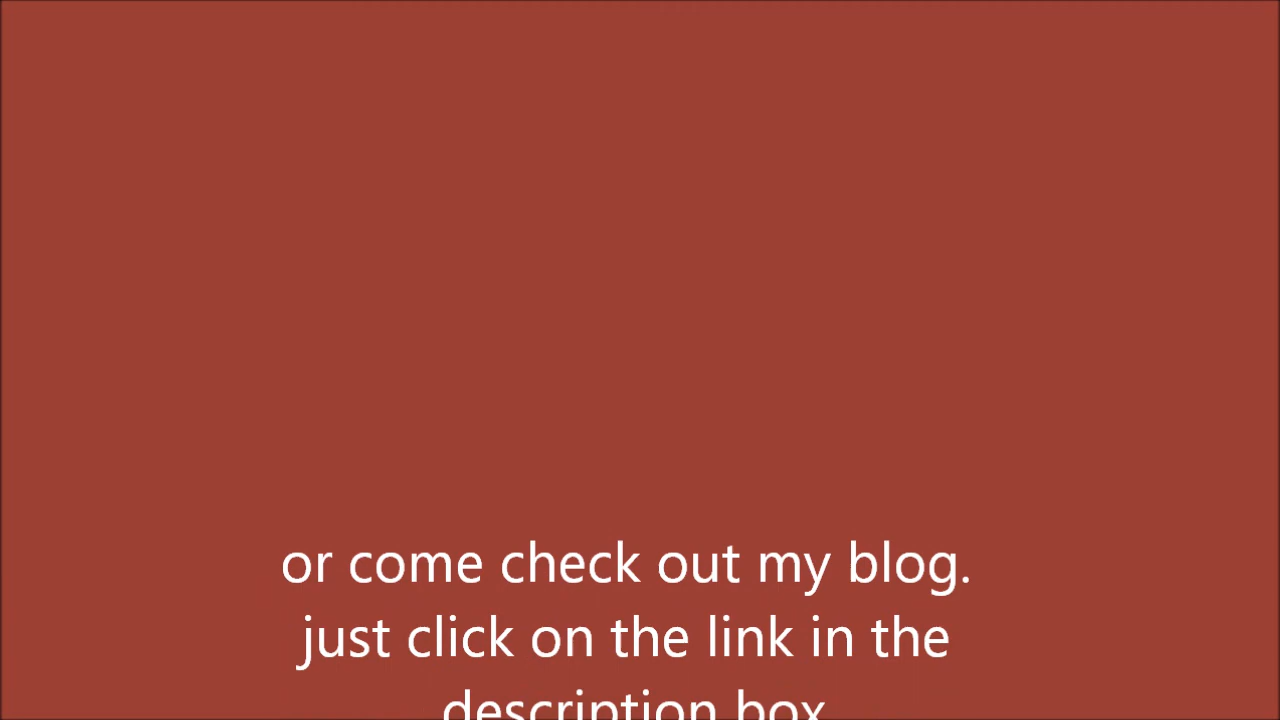 or come check out my blog.
just click on the link in the
description box